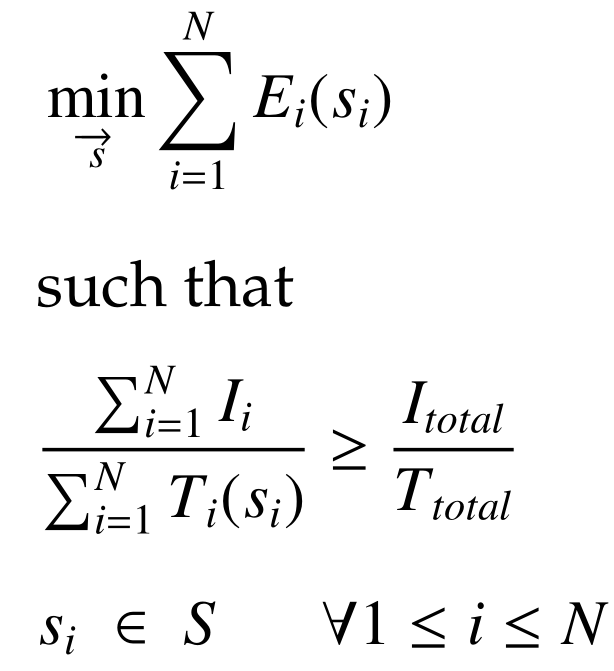 \min_{\vec{s}} \sum_{i=1}^{N} E_i(s_i)
such that
\frac{\sum_{i=1}^{N} I_i}{\sum_{i=1}^{N} T_i(s_i)} \geq \frac{I_{total}}{T_{total}}
s_i \in S \quad \forall 1 \leq i \leq N